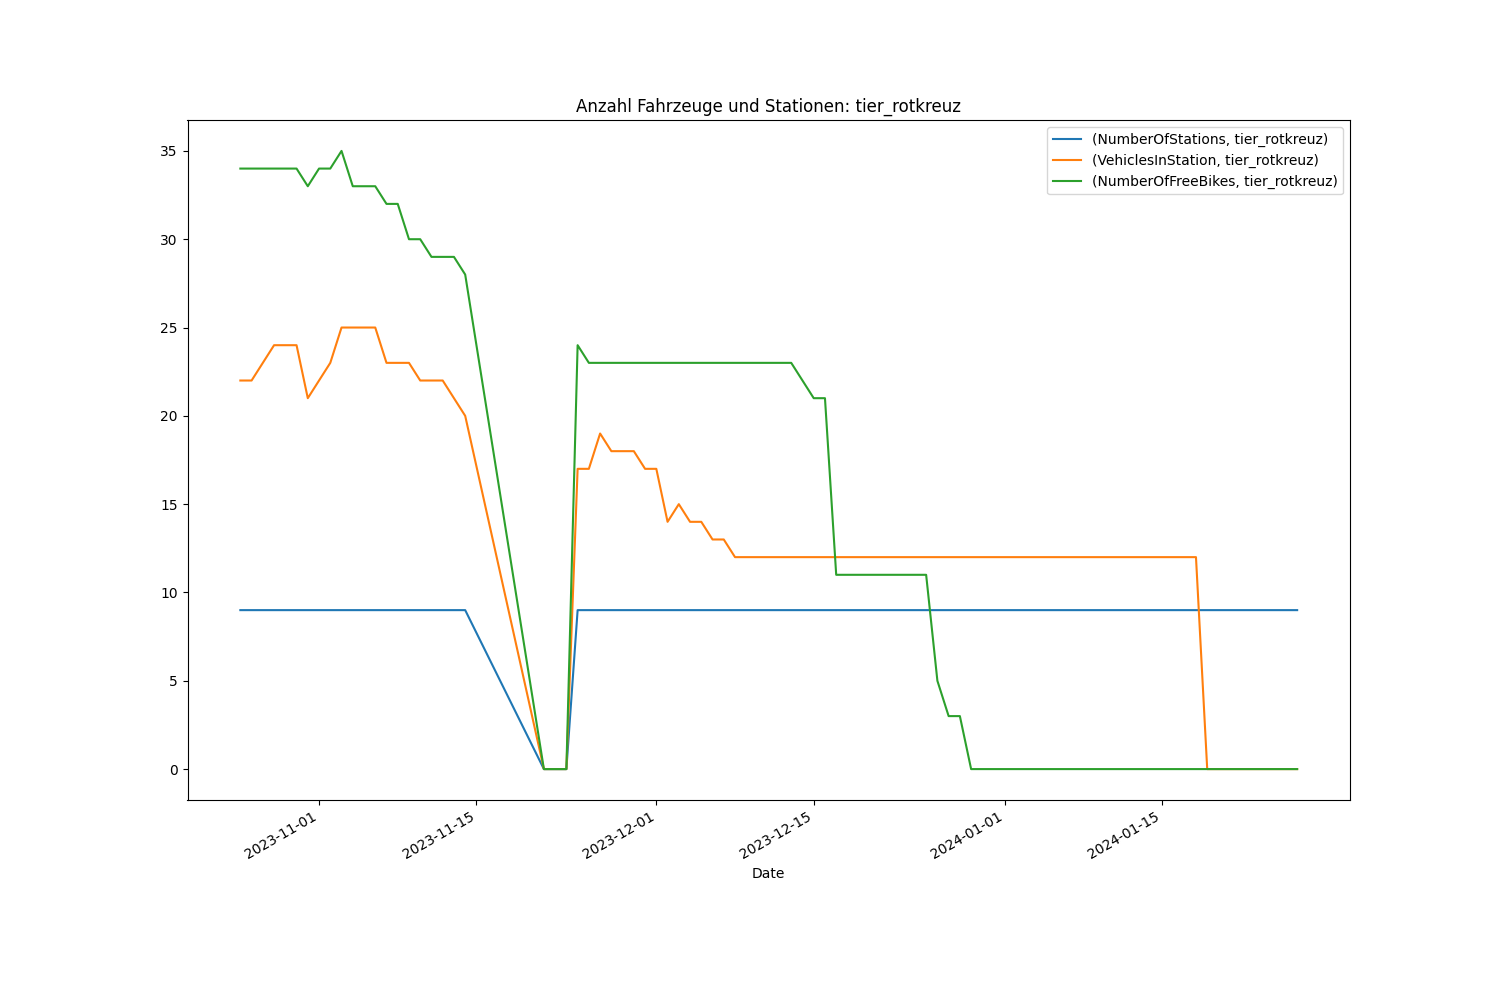 Anzahl Fahrzeuge und Stationen: tier_rotkreuz
(NumberOfStations, tier_rotkreuz)
(VehiclesInStation, tier_rotkreuz)
(NumberOfFreeBikes, tier_rotkreuz)
35
30
25
20
15
10
5
0
2023-11-01
2023-11-15
2023-12-01
2023-12-15
2024-01-01
2024-01-15
Date